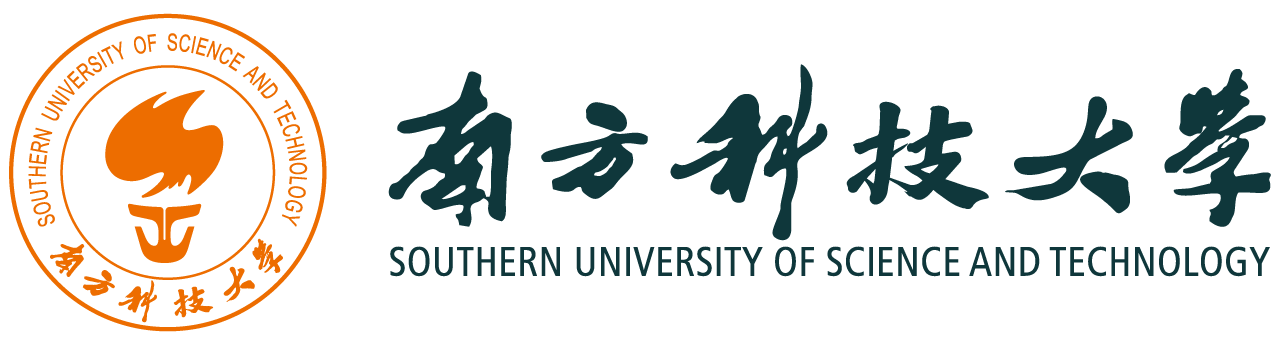 SOUTHERN UNIVERSITY OF SCIENCE AND TECHNOLOGY
南方科技大学
南方科技大学
SOUTHERN UNIVERSITY OF SCIENCE AND TECHNOLOGY